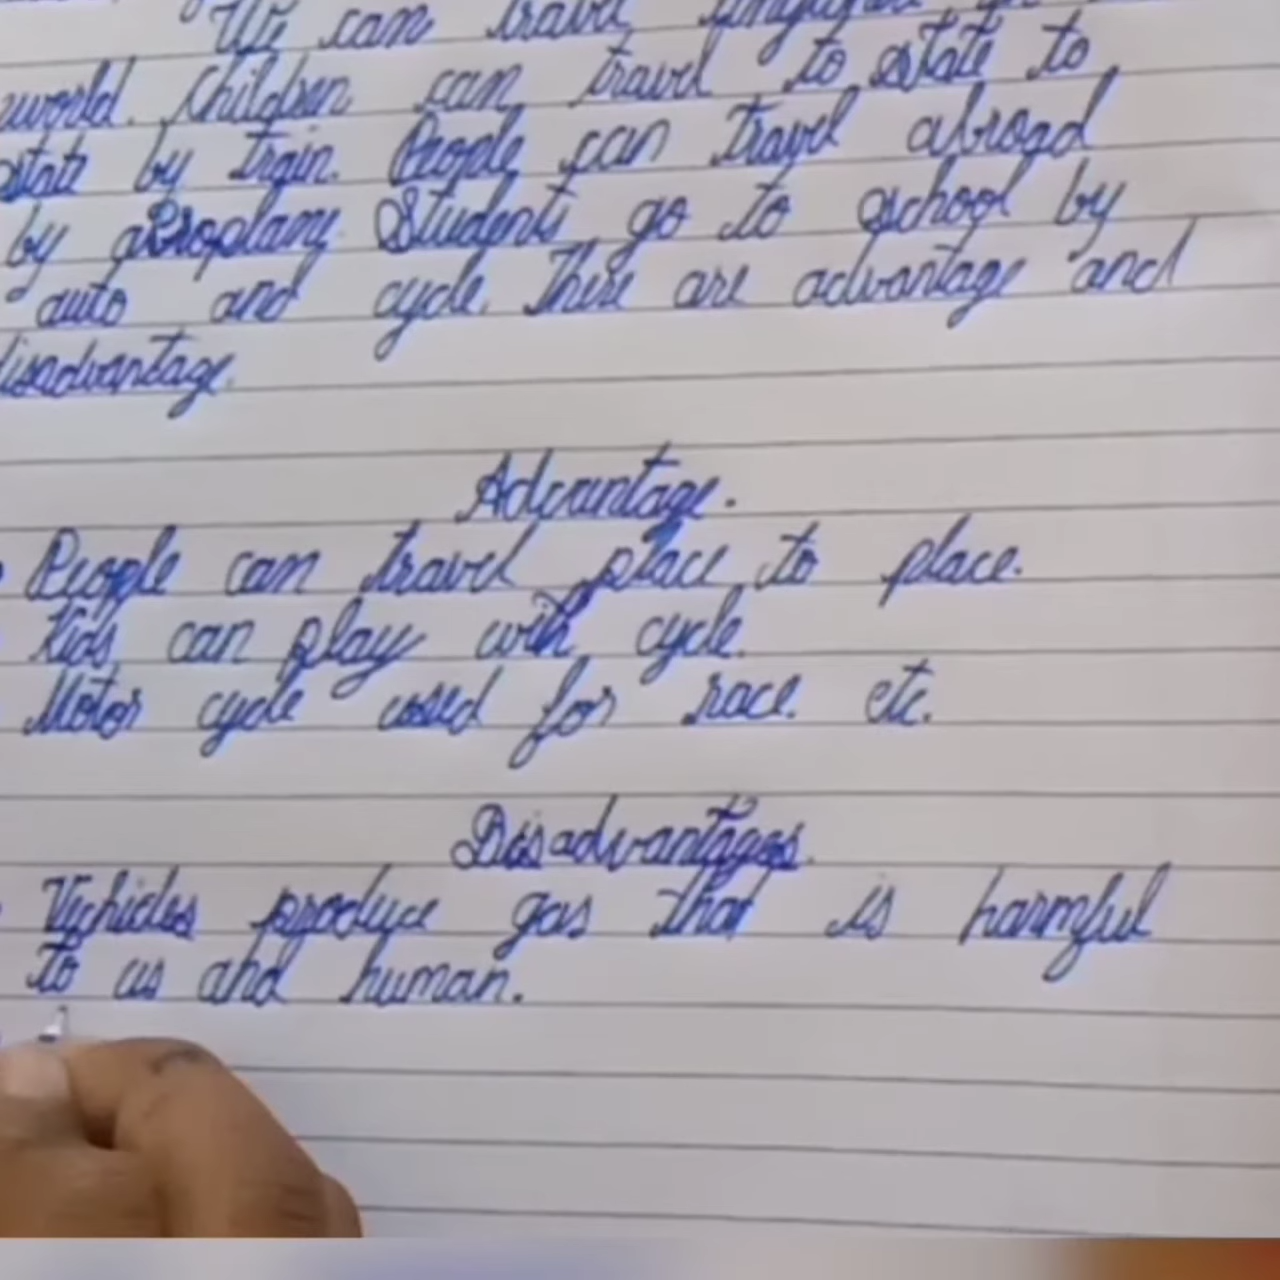 We can travel
world. Children can travel to state to
state by train. People can travel abroad
by aeroplane Students go to school by
auto and cycle. There are advantage and
disadvantage.
Advantage.
People can travel place to place.
Kids can play with cycle.
Motor cycle used for race. etc.
Disadvantages.
Vehicles produce gas that is harmful
to us and human.